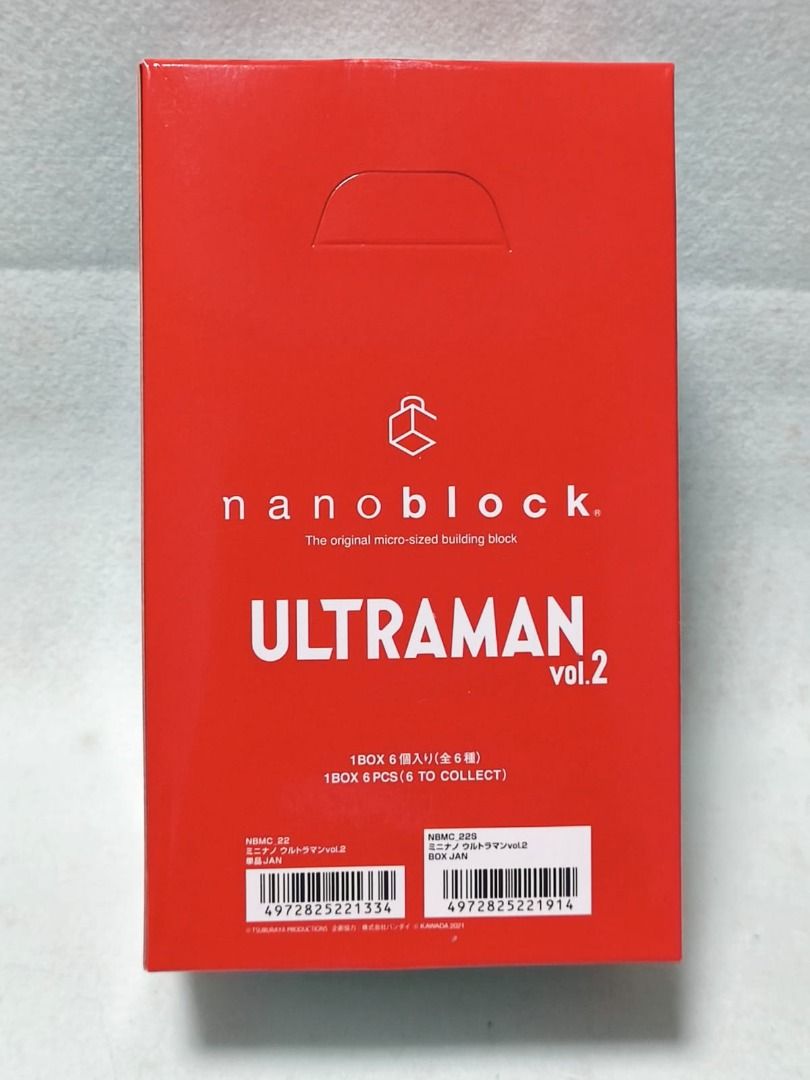 nanoblock®
The original micro-sized building block
ULTRAMAN
vol.2
1BOX 6個入り(全6種)
1BOX 6PCS(6 TO COLLECT)
NBMC_22
ミニナノ ウルトラマンvol.2
単品JAN
4972825221334
NBMC_22S
ミニナノ ウルトラマンvol.2
BOX JAN
4972825221914
©TSUBURAYA PRODUCTIONS 企画協力 株式会社バンダイ © KAWADA 2021